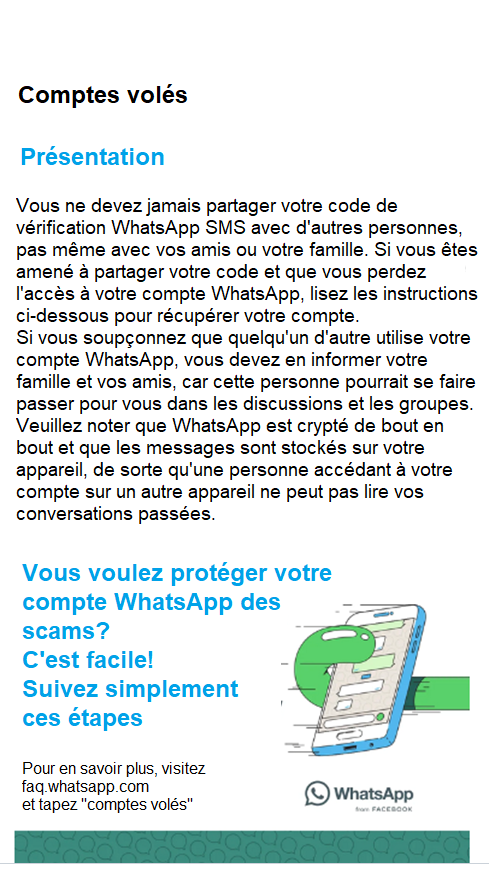 Comptes volés
Présentation
Vous ne devez jamais partager votre code de
vérification WhatsApp SMS avec d'autres personnes,
pas même avec vos amis ou votre famille. Si vous êtes
amené à partager votre code et que vous perdez
l'accès à votre compte WhatsApp, lisez les instructions
ci-dessous pour récupérer votre compte.
Si vous soupçonnez que quelqu'un d'autre utilise votre
compte WhatsApp, vous devez en informer votre
famille et vos amis, car cette personne pourrait se faire
passer pour vous dans les discussions et les groupes.
Veuillez noter que WhatsApp est crypté de bout en
bout et que les messages sont stockés sur votre
appareil, de sorte qu'une personne accédant à votre
compte sur un autre appareil ne peut pas lire vos
conversations passées.
Vous voulez protéger votre
compte WhatsApp des
scams?
C'est facile!
Suivez simplement
ces étapes
Pour en savoir plus, visitez
faq.whatsapp.com
et tapez "comptes volés"
WhatsApp
from FACEBOOK